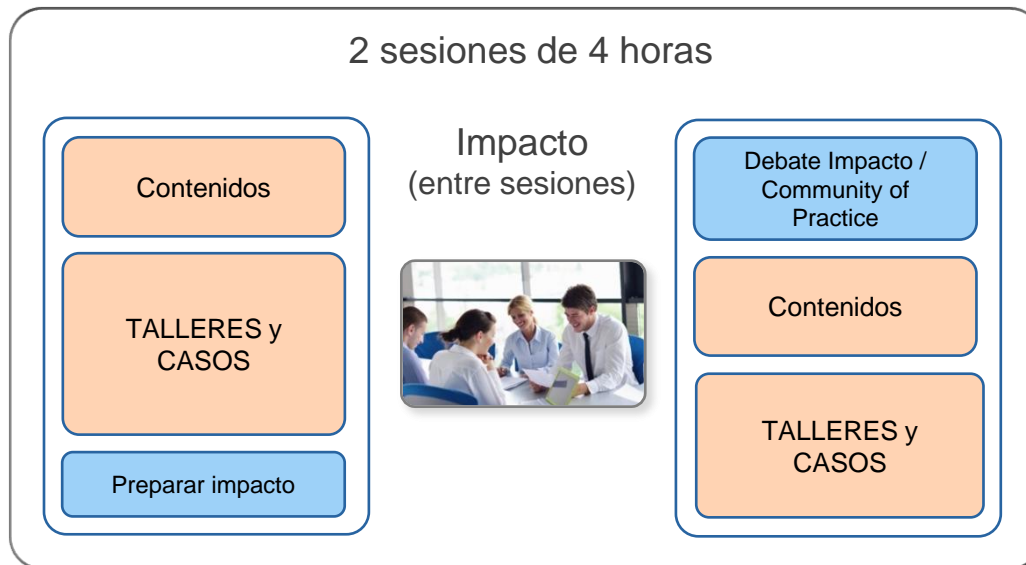 2 sesiones de 4 horas
Contenidos
TALLERES y
CASOS
Preparar impacto
Impacto
(entre sesiones)
Debate Impacto /
Community of
Practice
Contenidos
TALLERES y
CASOS